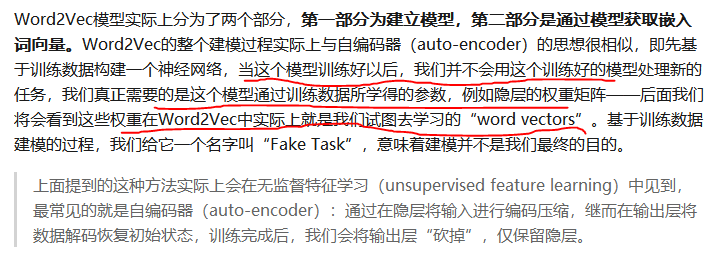 Word2Vec模型实际上分为了两个部分，第一部分为建立模型，第二部分是通过模型获取嵌入
词向量。Word2Vec的整个建模过程实际上与自编码器（auto-encoder）的思想很相似，即先基
于训练数据构建一个神经网络，当这个模型训练好以后，我们并不会用这个训练好的模型处理新的
任务，我们真正需要的是这个模型通过训练数据所学得的参数，例如隐层的权重矩阵——后面我们
将会看到这些权重在Word2Vec中实际上就是我们试图去学习的“word vectors”。基于训练数据
建模的过程，我们给它一个名字叫“Fake Task”，意味着建模并不是我们最终的目的。
上面提到的这种方法实际上会在无监督特征学习（unsupervised feature learning）中见到，
最常见的就是自编码器（auto-encoder）：通过在隐层将输入进行编码压缩，继而在输出层将
数据解码恢复初始状态，训练完成后，我们会将输出层“砍掉”，仅保留隐层。